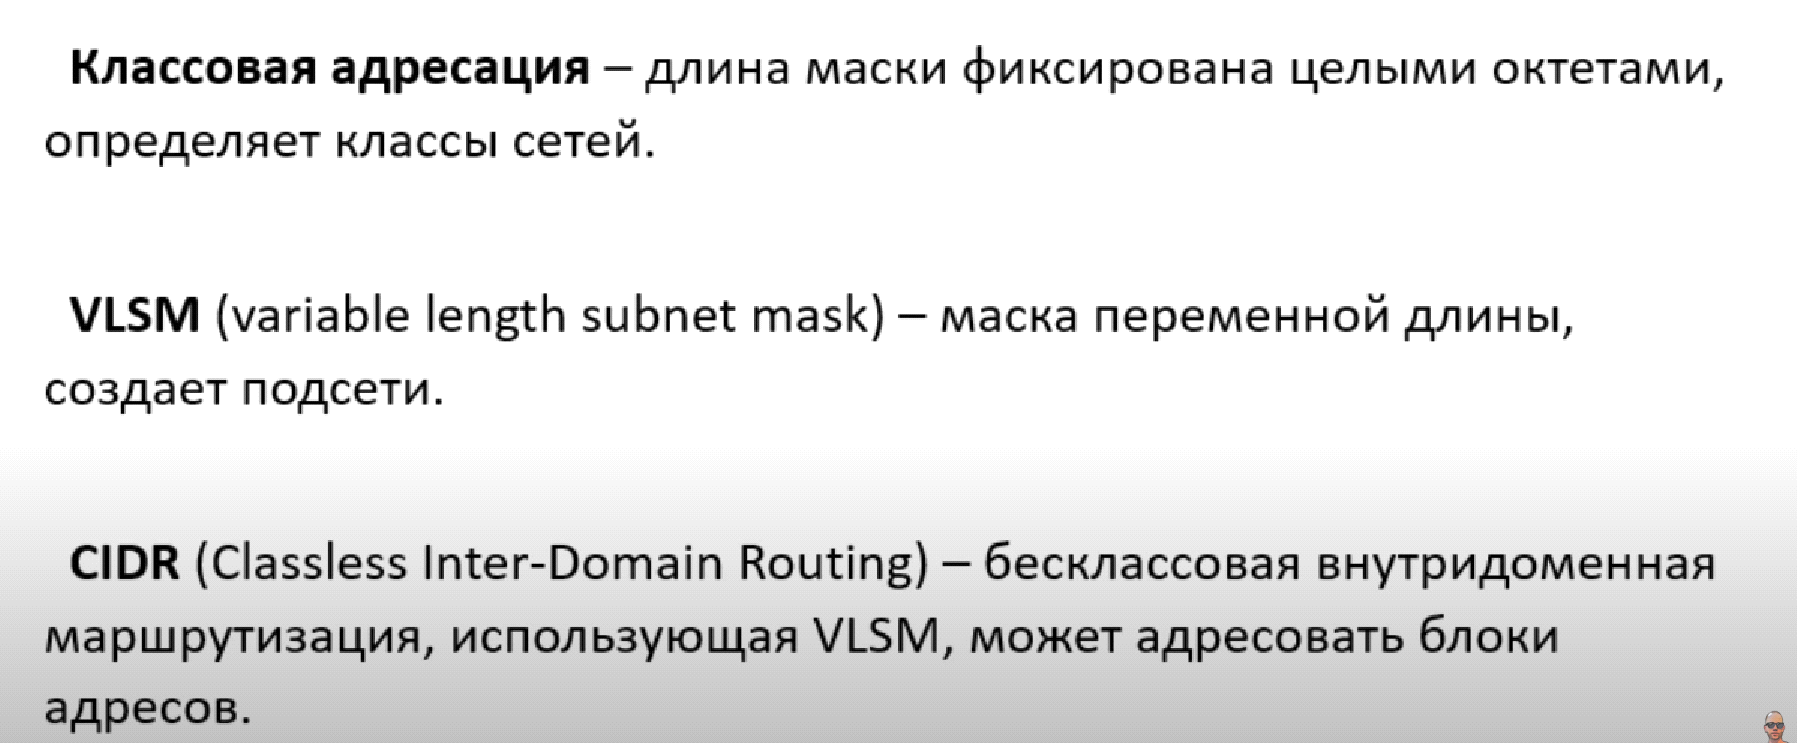 Классовая адресация – длина маски фиксирована целыми октетами,
определяет классы сетей.
VLSM (variable length subnet mask) – маска переменной длины,
создает подсети.
CIDR (Classless Inter-Domain Routing) – бесклассовая внутридоменная
маршрутизация, использующая VLSM, может адресовать блоки
адресов.